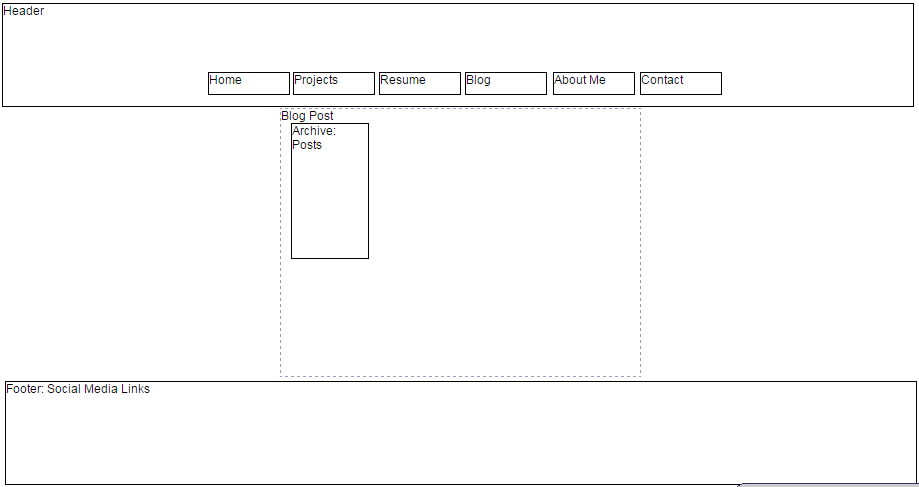 Header
Home Projects Resume Blog About Me Contact
Blog Post
Archive:
Posts
Footer: Social Media Links